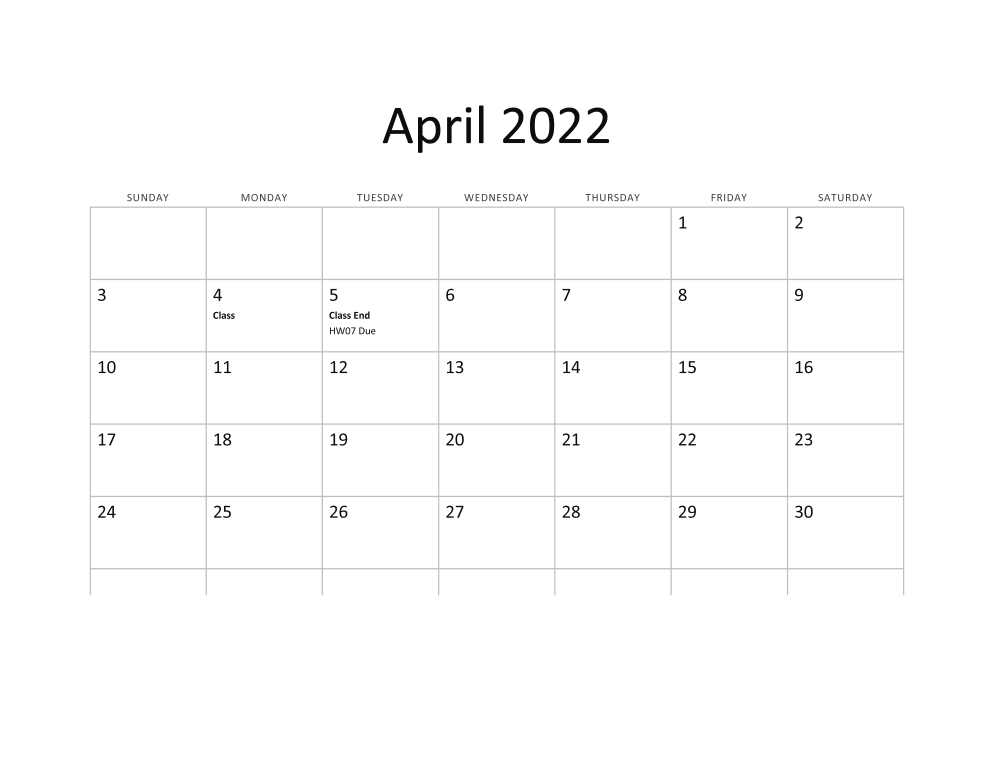 April 2022
SUNDAY MONDAY TUESDAY WEDNESDAY THURSDAY FRIDAY SATURDAY
1 2
3 4 5 6 7 8 9
Class Class End
HW07 Due
10 11 12 13 14 15 16
17 18 19 20 21 22 23
24 25 26 27 28 29 30